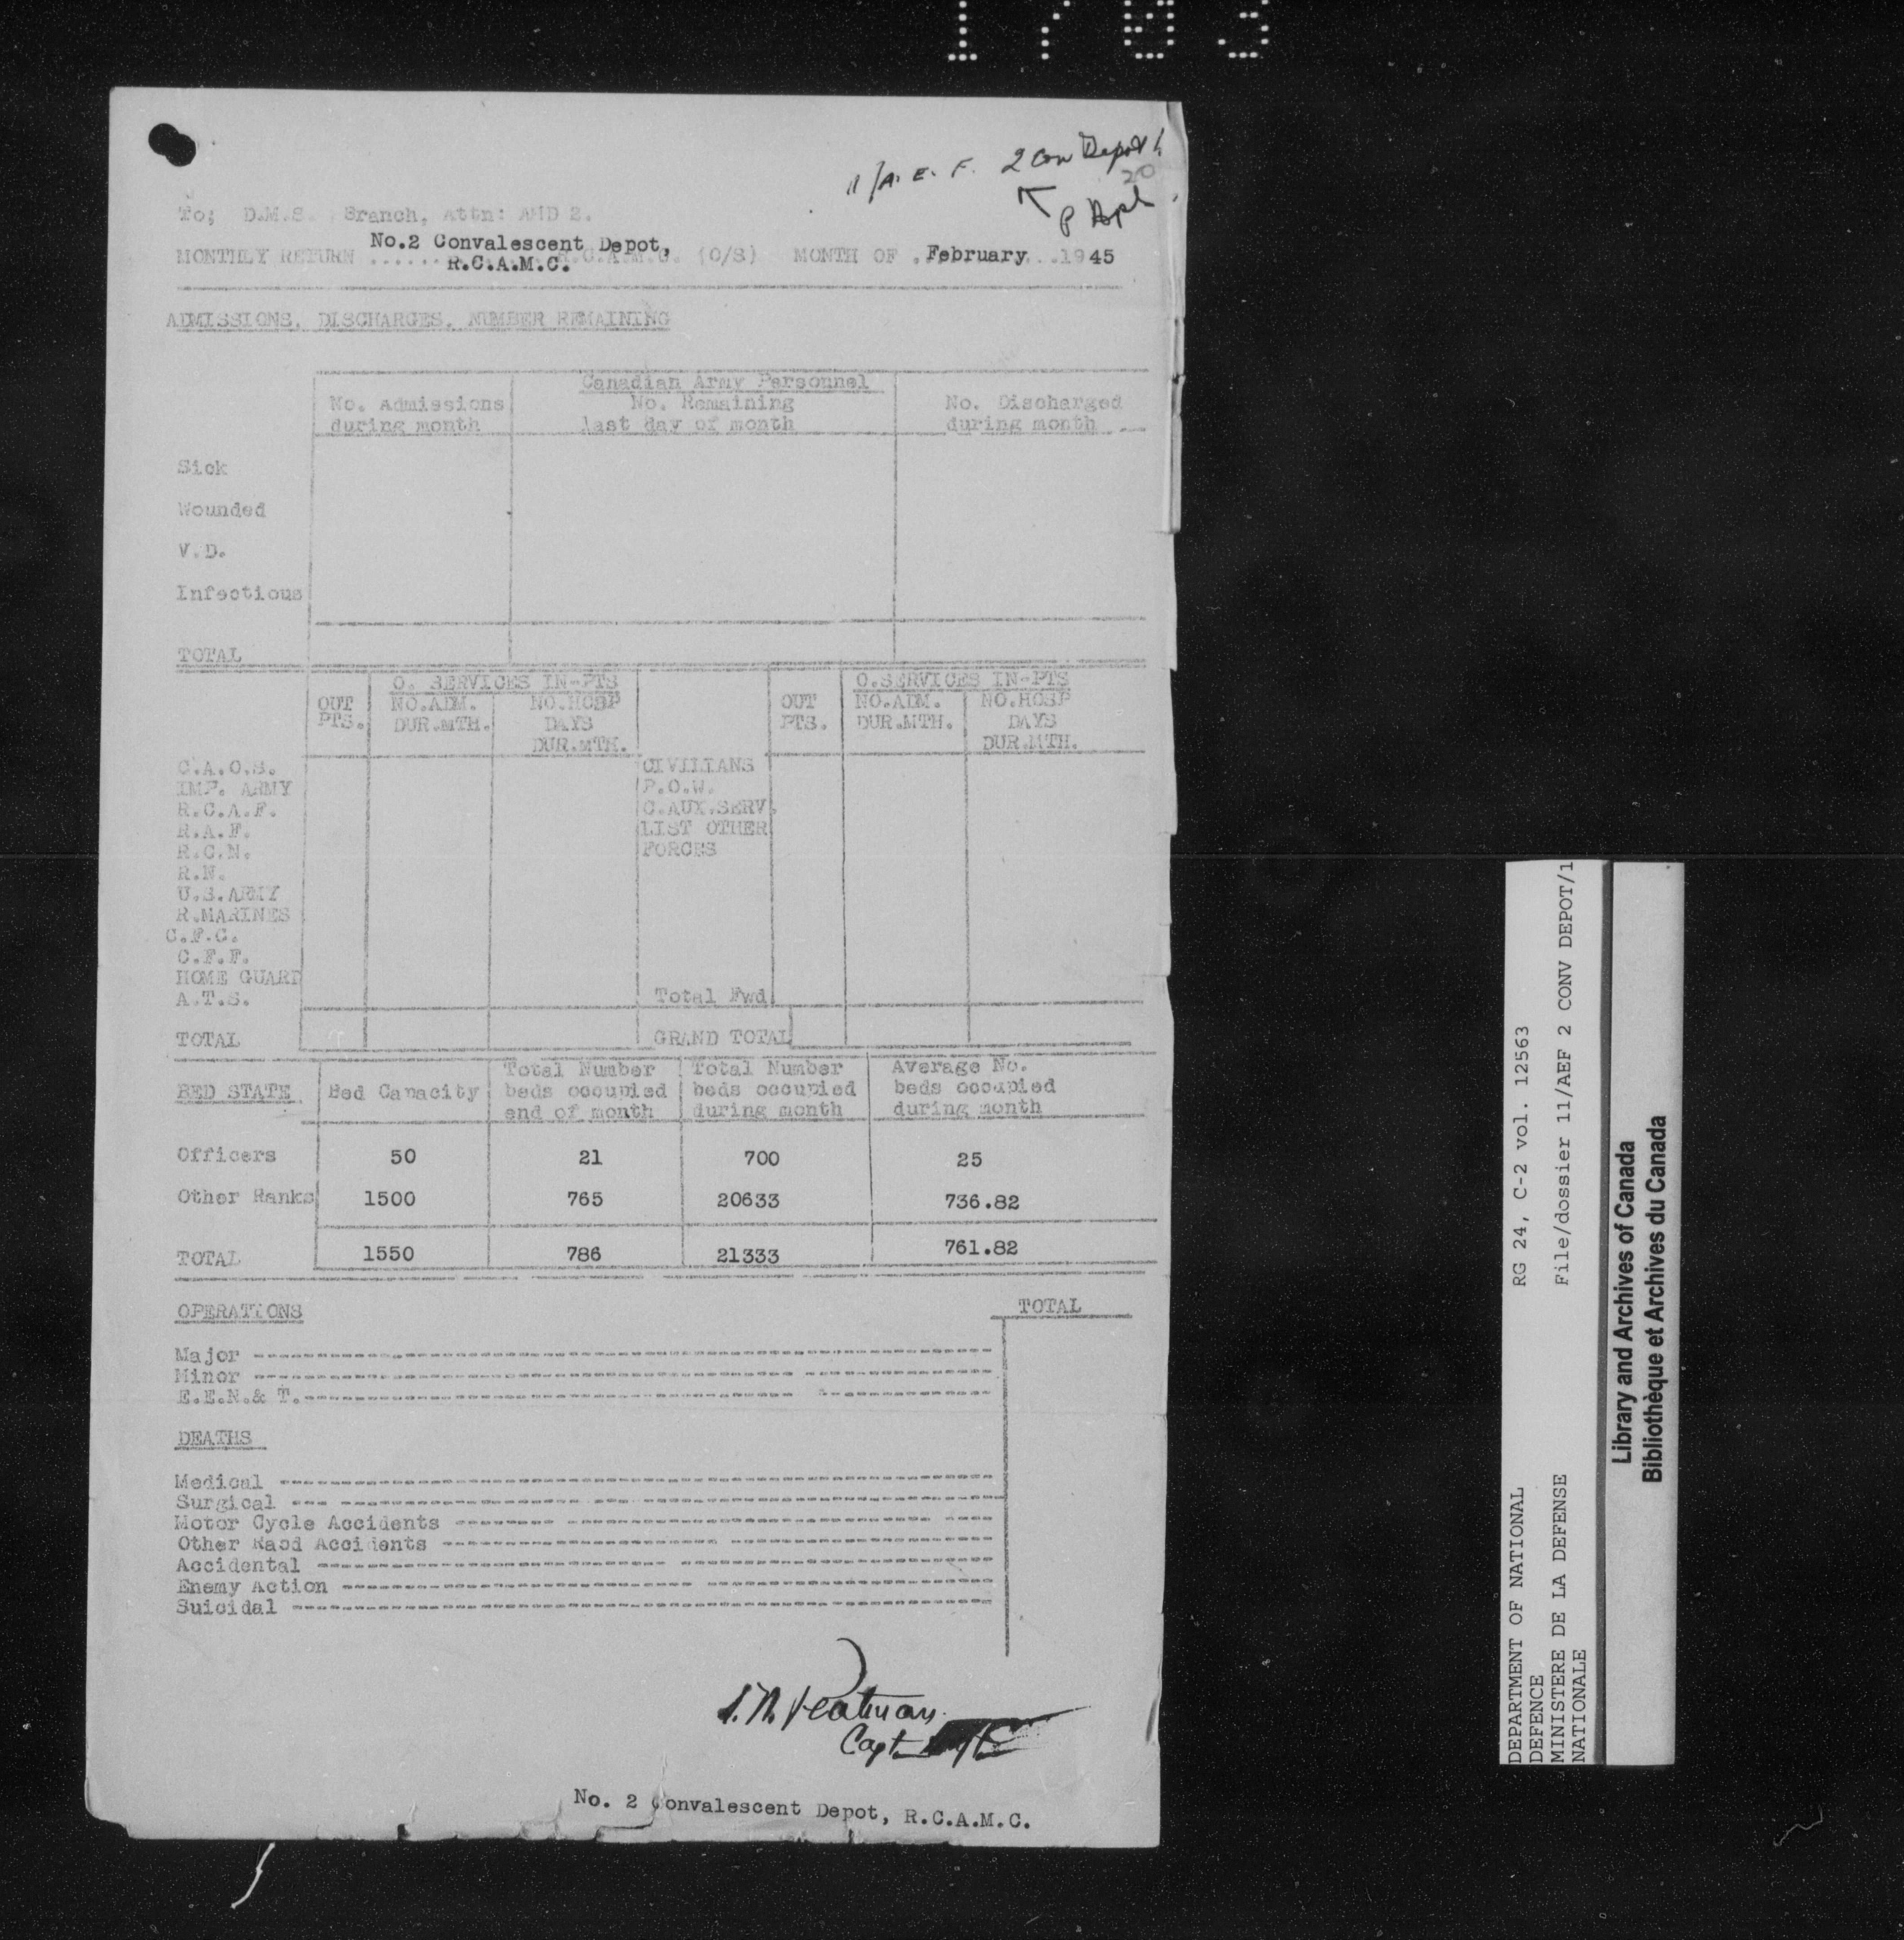 1703
11/A.E.F. 2 Con Depot 1
20
To; D.M.S. Branch, Attn: AMD 2.
No.2 Convalescent Depot,
MONTHLY RETURN ....... R.C.A.M.C. (O/S) MONTH OF .February...1945
R.C.A.M.C.
ADMISSIONS, DISCHARGES, NUMBER REMAINING
Canadian Army Personnel
No. Admissions No. Remaining No. Discharged
during month last day of month during month
Sick
Wounded
V.D.
Infectious
TOTAL
O. SERVICES IN-PTS O.SERVICES IN-PTS
OUT NO.ADM. NO.HOSP OUT NO.ADM. NO.HOSP
PTS. DUR.MTH. DAYS PTS. DUR.MTH. DAYS
DUR.MTH. DUR.MTH.
C.A.O.S. CIVILIANS
IMP. ARMY P.O.W.
R.C.A.F. C.AUX.SERV.
R.A.F. LIST OTHER
R.C.N. FORCES
R.N.
U.S.ARMY
R.MARINES
C.F.C.
C.F.F.
HOME GUARD
A.T.S. Total Fwd
TOTAL GRAND TOTAL
Total Number Total Number Average No.
BED STATE Bed Capacity beds occupied beds occupied beds occupied
end of month during month during month
Officers 50 21 700 25
Other Ranks 1500 765 20633 736.82
TOTAL 1550 786 21333 761.82
OPERATIONS TOTAL
Major
Minor
E.E.N.& T.
DEATHS
Medical
Surgical
Motor Cycle Accidents
Other Raod Accidents
Accidental
Enemy Action
Suicidal
Capt
No. 2 Convalescent Depot, R.C.A.M.C.
DEPARTMENT OF NATIONAL RG 24, C-2 vol. 12563
DEFENCE
MINISTERE DE LA DEFENSE File/dossier 11/AEF 2 CONV DEPOT/1
NATIONALE
Library and Archives of Canada
Bibliothèque et Archives du Canada